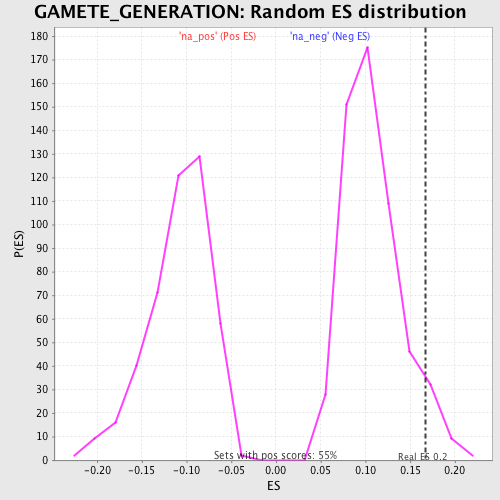 GAMETE_GENERATION: Random ES distribution
'na_pos' (Pos ES) 'na_neg' (Neg ES)
180
170
160
150
140
130
120
110
100
90
80
70
60
50
40
30
20
10
0
P(ES)
Sets with pos scores: 55%
Real ES 0.2
-0.20 -0.15 -0.10 -0.05 0.00 0.05 0.10 0.15 0.20
ES